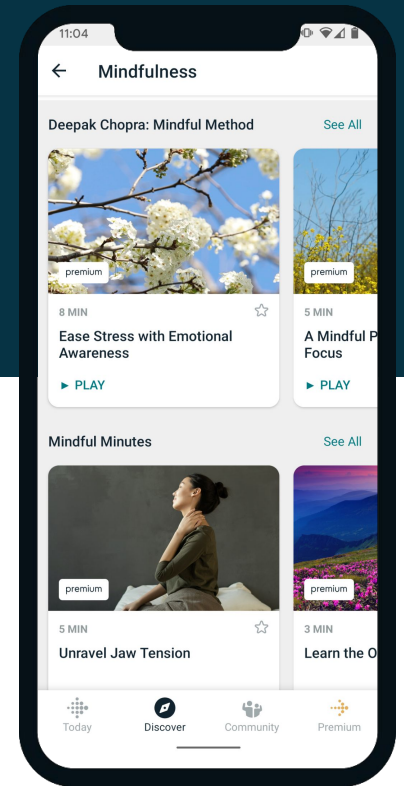 11:04
Mindfulness
Deepak Chopra: Mindful Method
See All
premium
premium
8 MIN
5 MIN
Ease Stress with Emotional
Awareness
A Mindful P
Focus
► PLAY
► PLAY
Mindful Minutes
See All
premium
premium
5 MIN
3 MIN
Unravel Jaw Tension
Learn the O
Today
Discover
Community
Premium